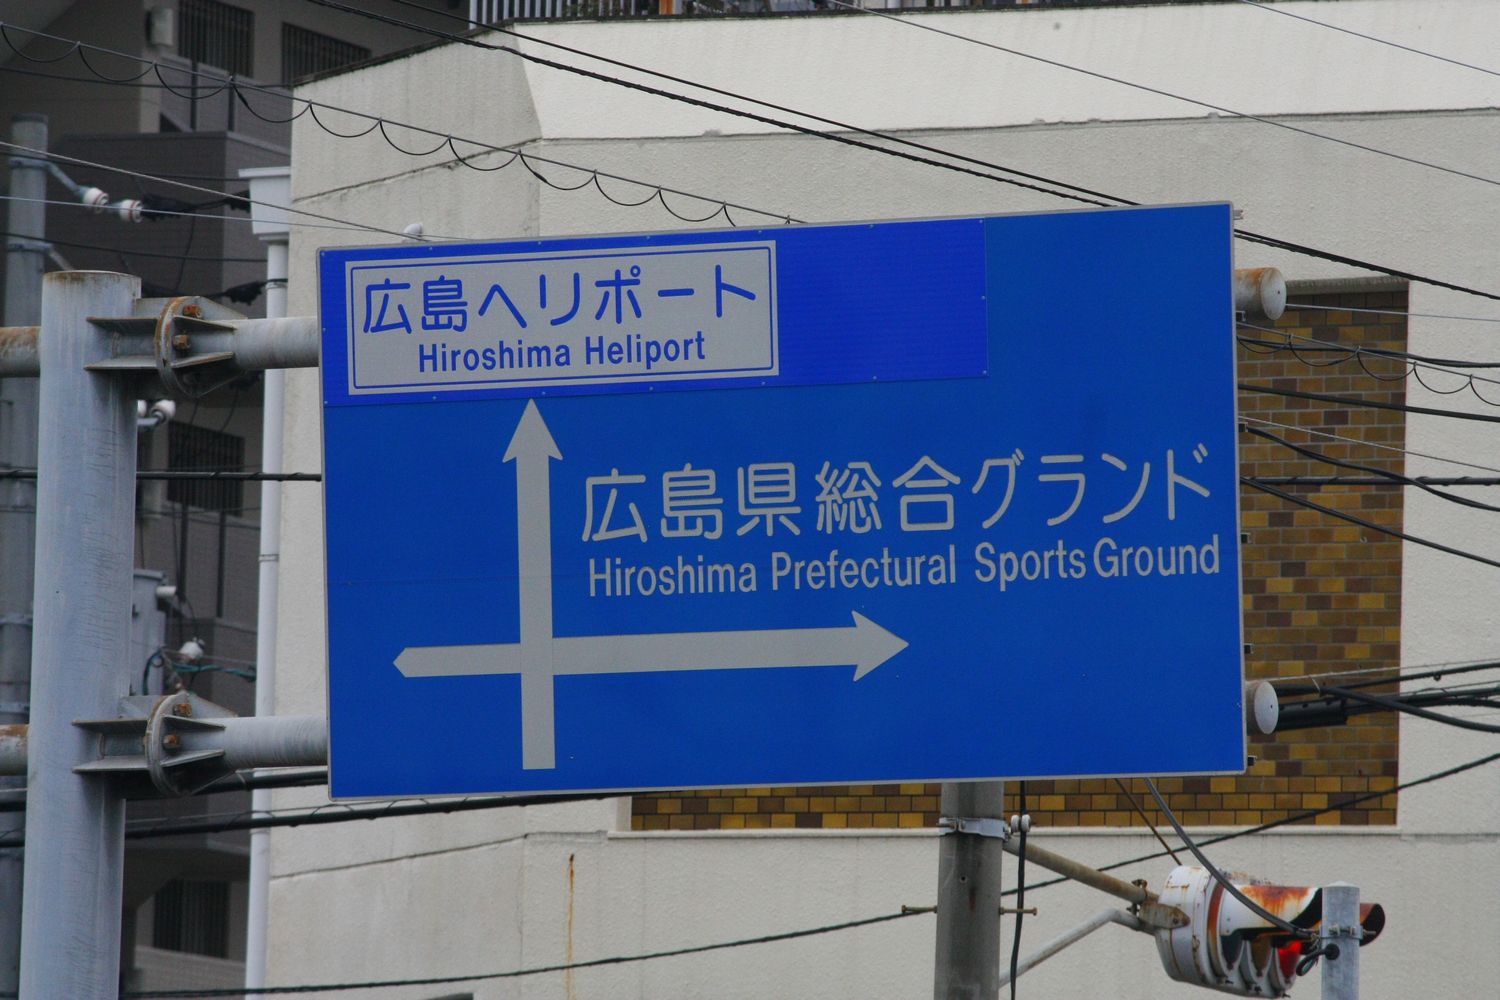 広島ヘリポート
Hiroshima Heliport
広島県総合グランド
Hiroshima Prefectural Sports Ground